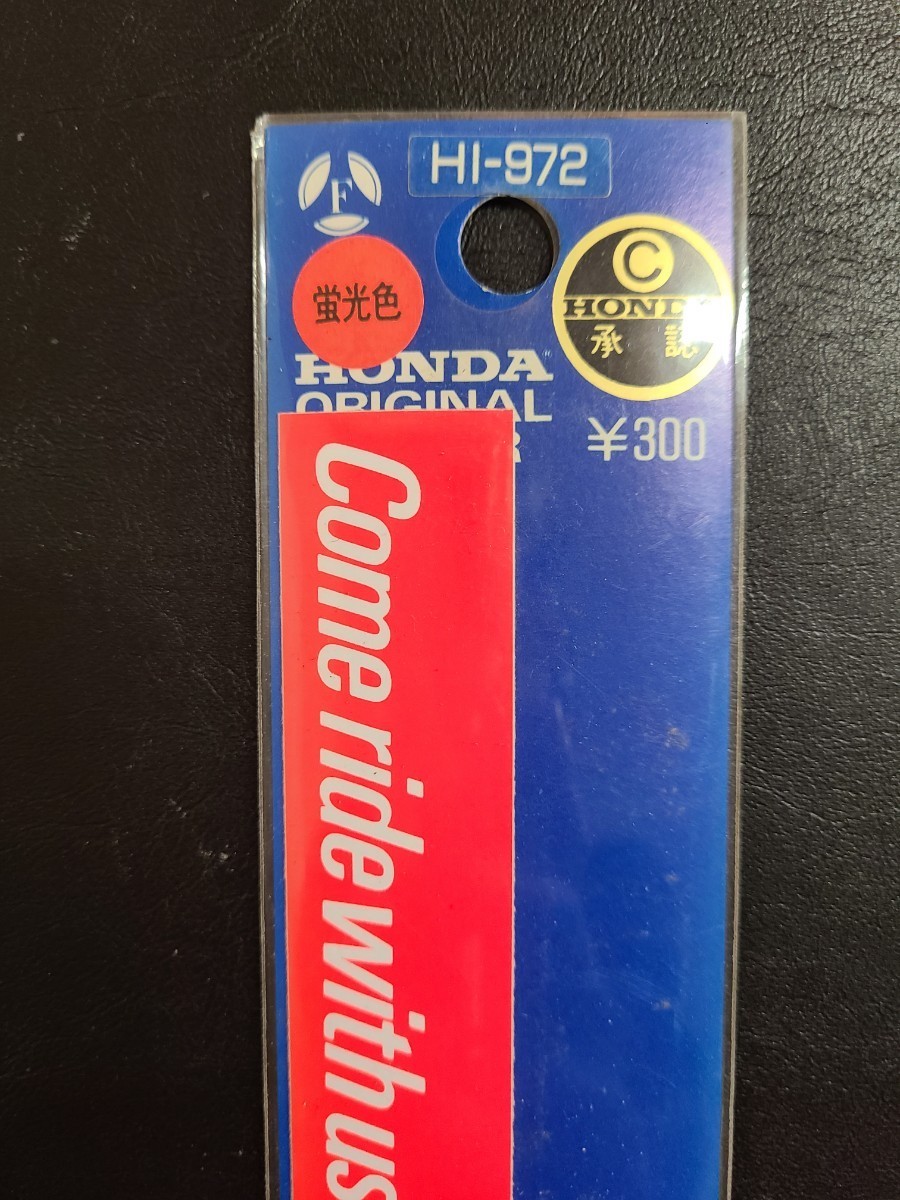 HI-972
F
蛍光色
C
HONDA
承認
HONDA
ORIGINAL
¥300
Come ride with us